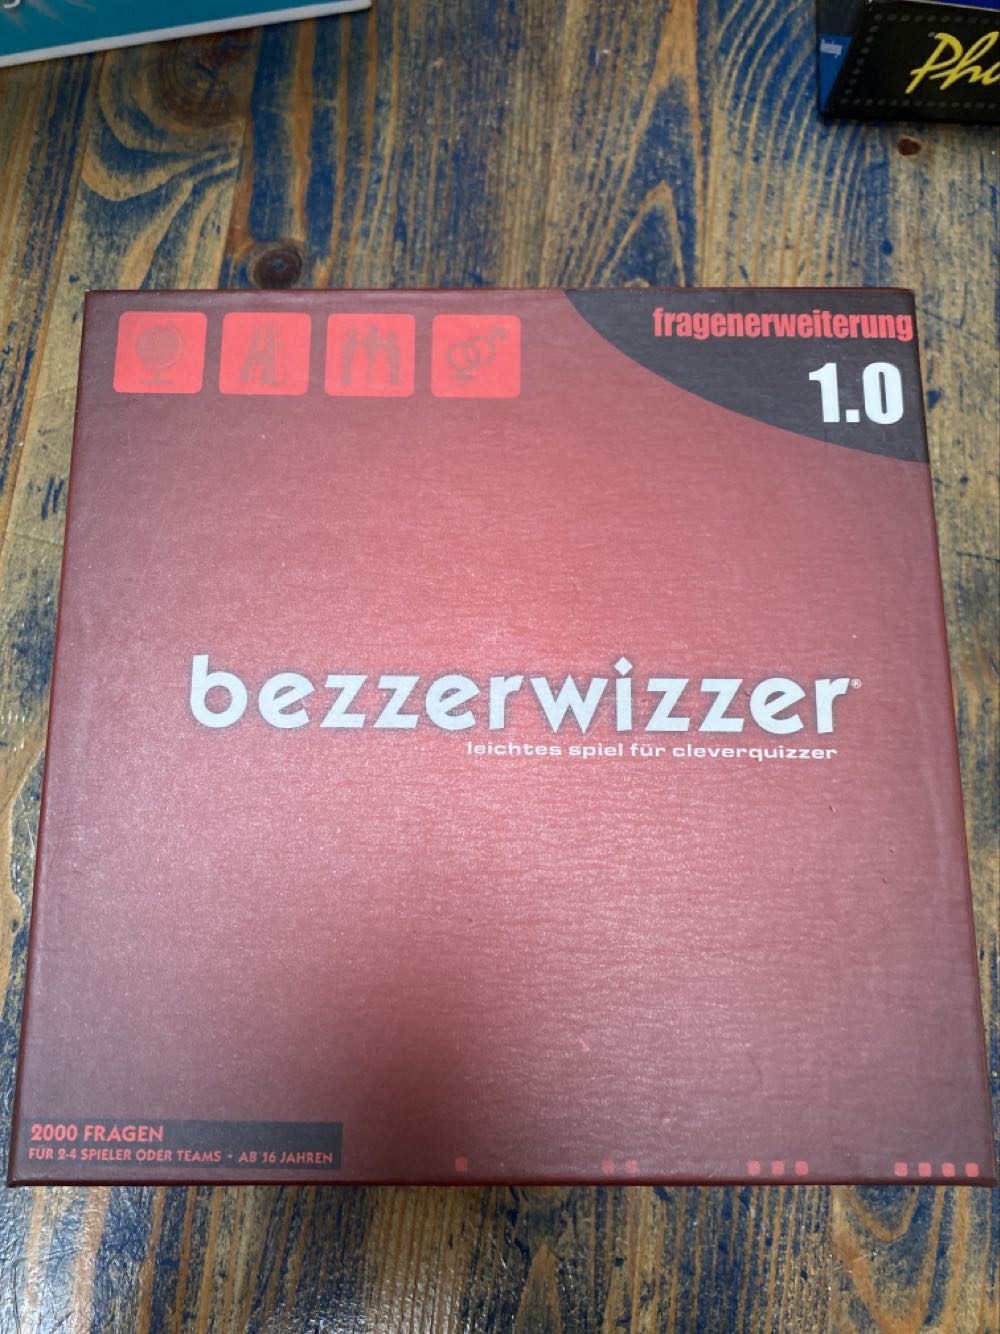 fragenerweiterung
1.0
bezzerwizzer®
leichtes spiel für cleverquizzer
2000 FRAGEN
FÜR 2-4 SPIELER ODER TEAMS • AB 16 JAHREN